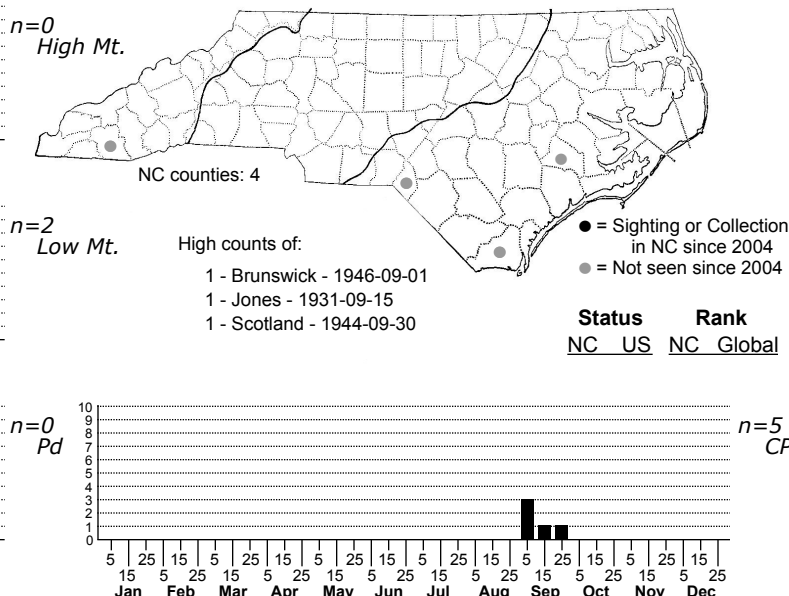 n=0
High Mt.
NC counties: 4
n=2
Low Mt.
High counts of:
1 - Brunswick - 1946-09-01
1 - Jones - 1931-09-15
1 - Scotland - 1944-09-30
● = Sighting or Collection
in NC since 2004
● = Not seen since 2004
Status Rank
NC US NC Global
n=0
Pd
n=5
CP
10
9
8
7
6
5
4
3
2
1
0
5 25 15 5 25 15 5 25 15 5 25 15 5 25 15 5 25 15
15 5 25 15 5 25 15 5 25 15 5 25 15 5 25 15 5 25
Jan Feb Mar Apr May Jun Jul Aug Sep Oct Nov Dec